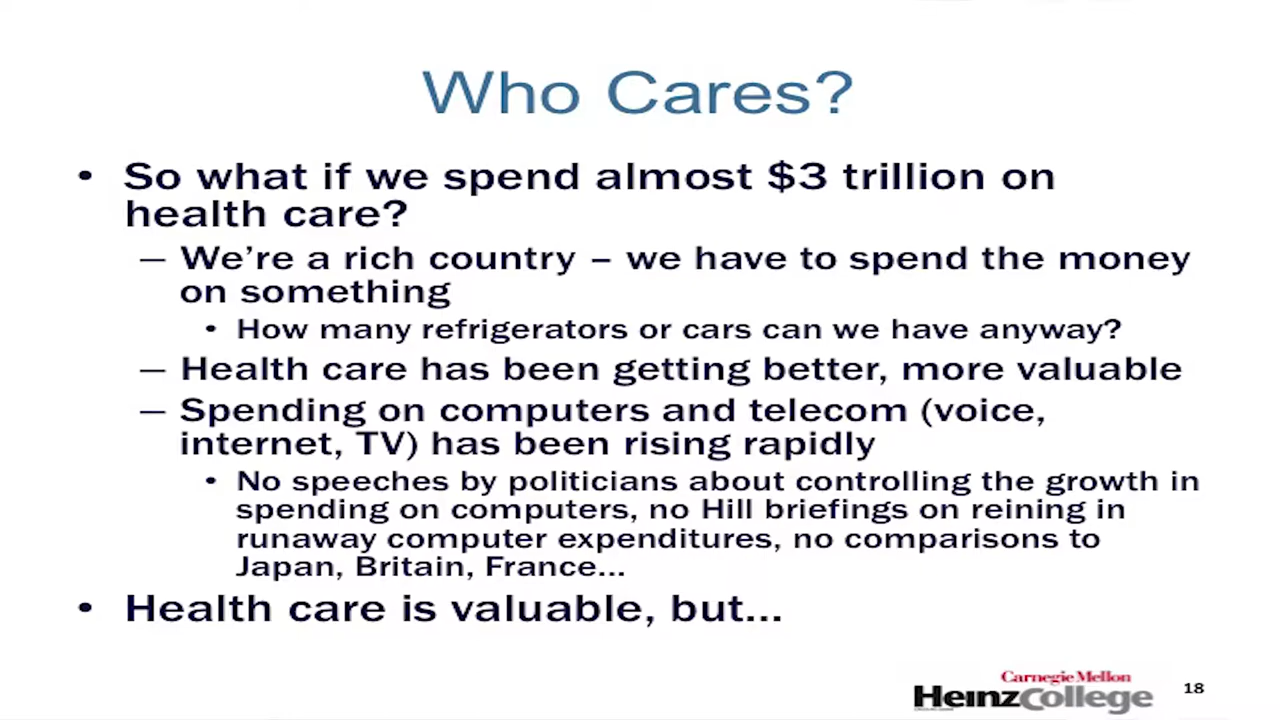 Who Cares?
• So what if we spend almost $3 trillion on
health care?
– We're a rich country – we have to spend the money
on something
• How many refrigerators or cars can we have anyway?
– Health care has been getting better, more valuable
– Spending on computers and telecom (voice,
internet, TV) has been rising rapidly
• No speeches by politicians about controlling the growth in
spending on computers, no Hill briefings on reining in
runaway computer expenditures, no comparisons to
Japan, Britain, France...
• Health care is valuable, but...
Carnegie Mellon
HeinzCollege
18